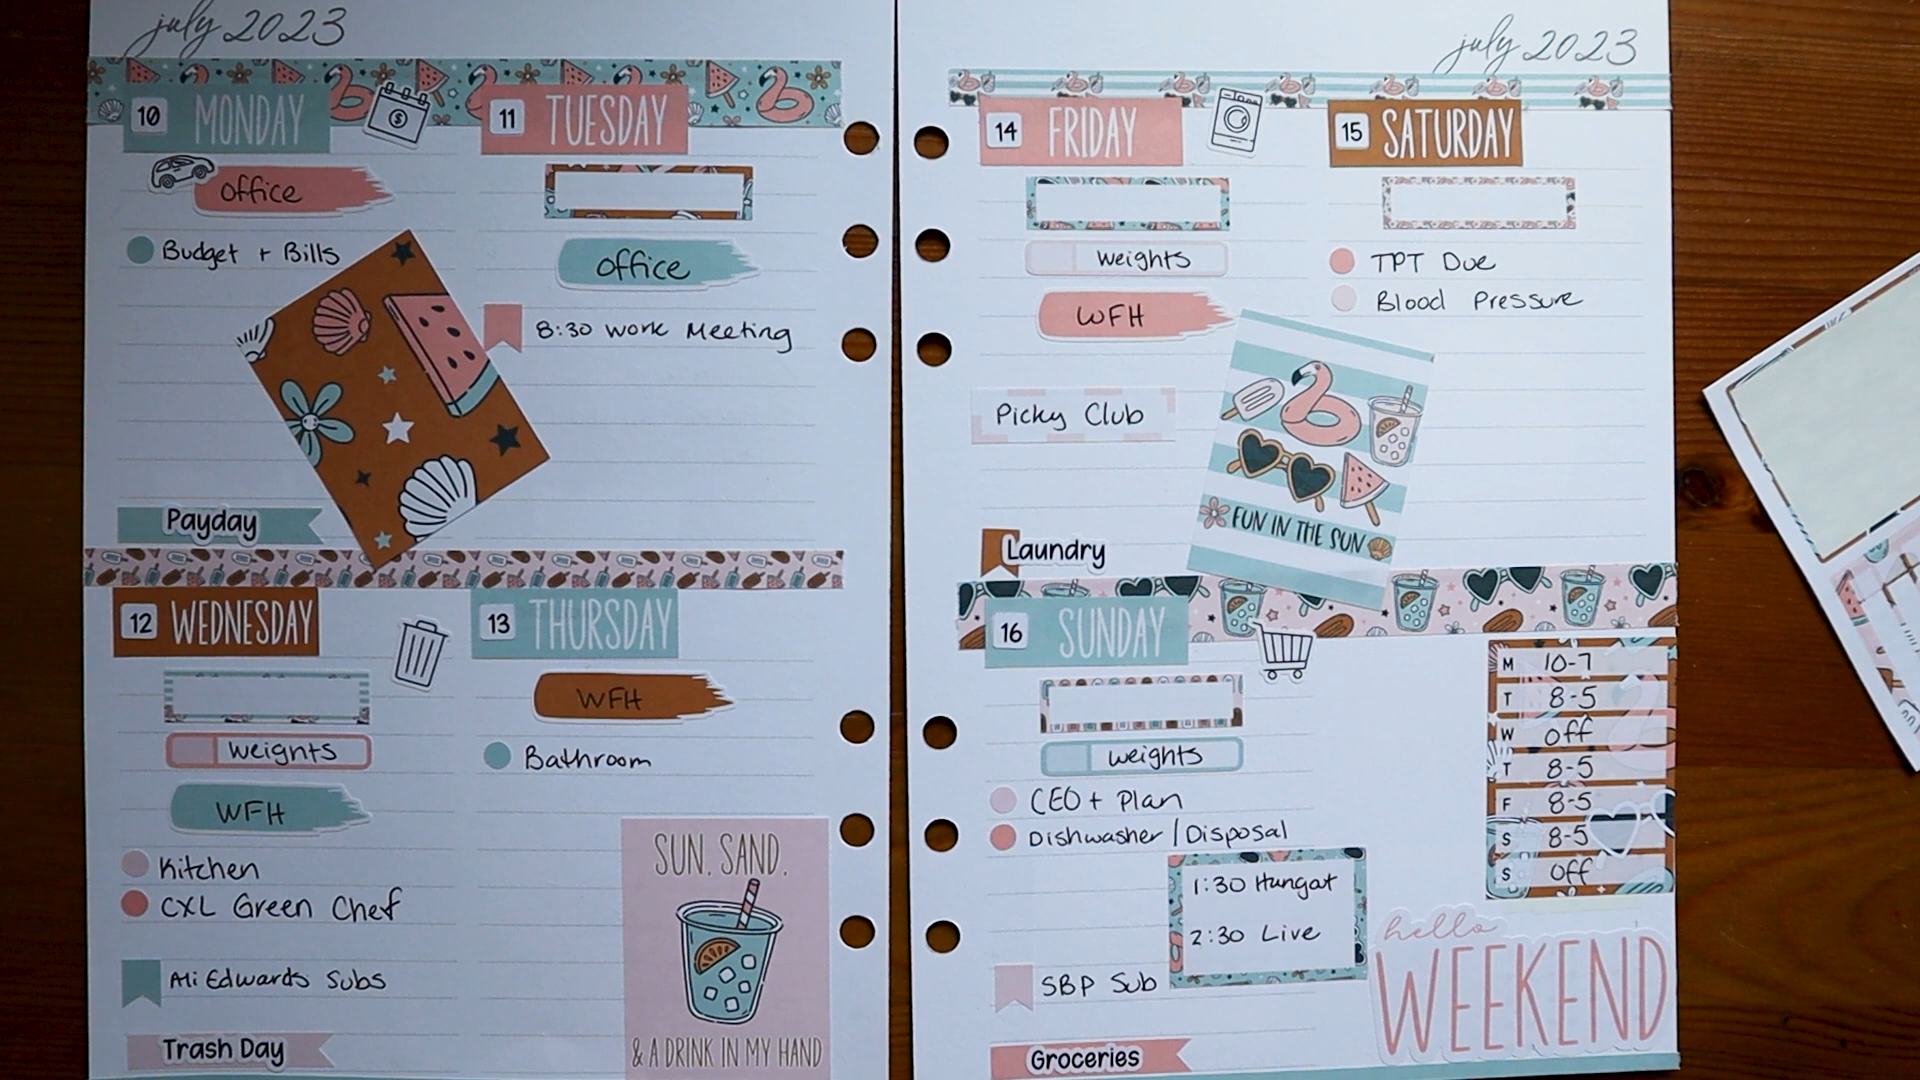 july 2023
10 MONDAY
office
Budget + Bills
Payday
11 TUESDAY
office
8:30 Work Meeting
12 WEDNESDAY
weights
WFH
Kitchen
CXL Green Chef
Ali Edwards Subs
Trash Day
13 THURSDAY
WFH
Bathroom
SUN, SAND,
& A DRINK IN MY HAND
july 2023
14 FRIDAY
weights
WFH
Picky Club
Laundry
15 SATURDAY
TPT Due
Blood Pressure
FUN IN THE SUN
16 SUNDAY
weights
CEO + Plan
Dishwasher / Disposal
1:30 Hungat
2:30 Live
SBP Sub
Groceries
M 10-7
T 8-5
W off
T 8-5
F 8-5
S 8-5
S off
hello
WEEKEND